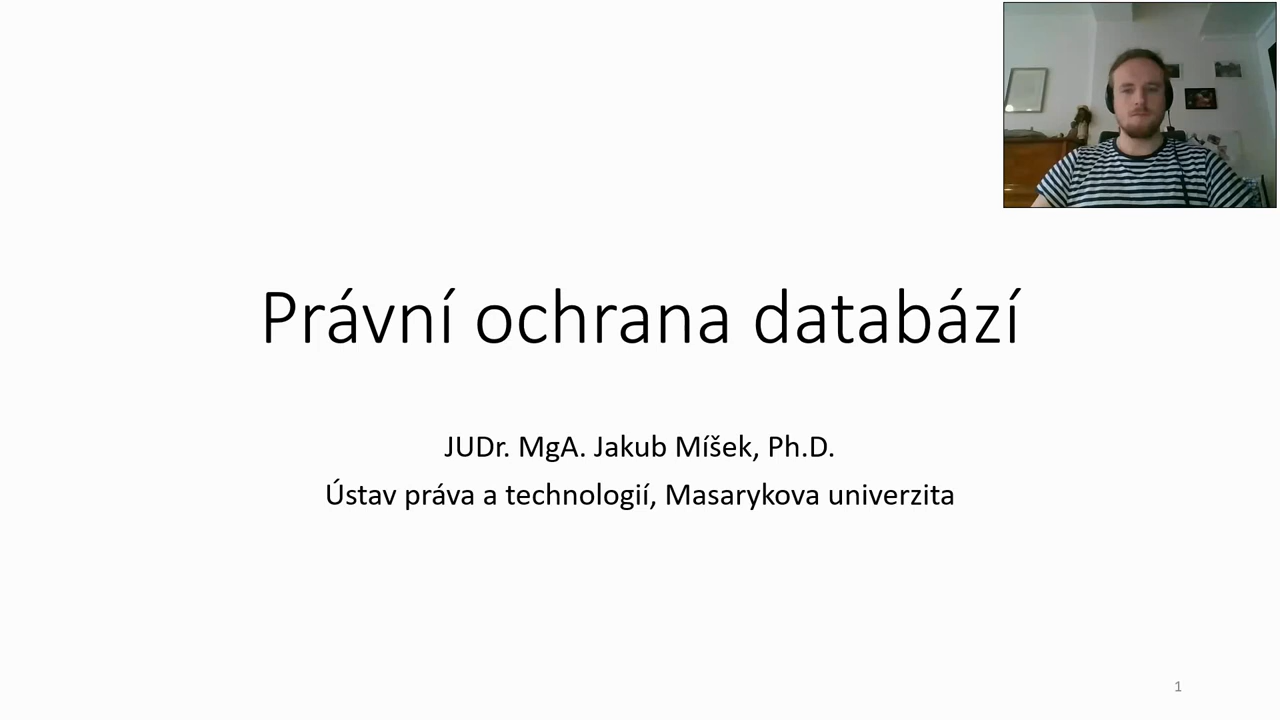 Právní ochrana databází
JUDr. MgA. Jakub Míšek, Ph.D.
Ústav práva a technologií, Masarykova univerzita
1